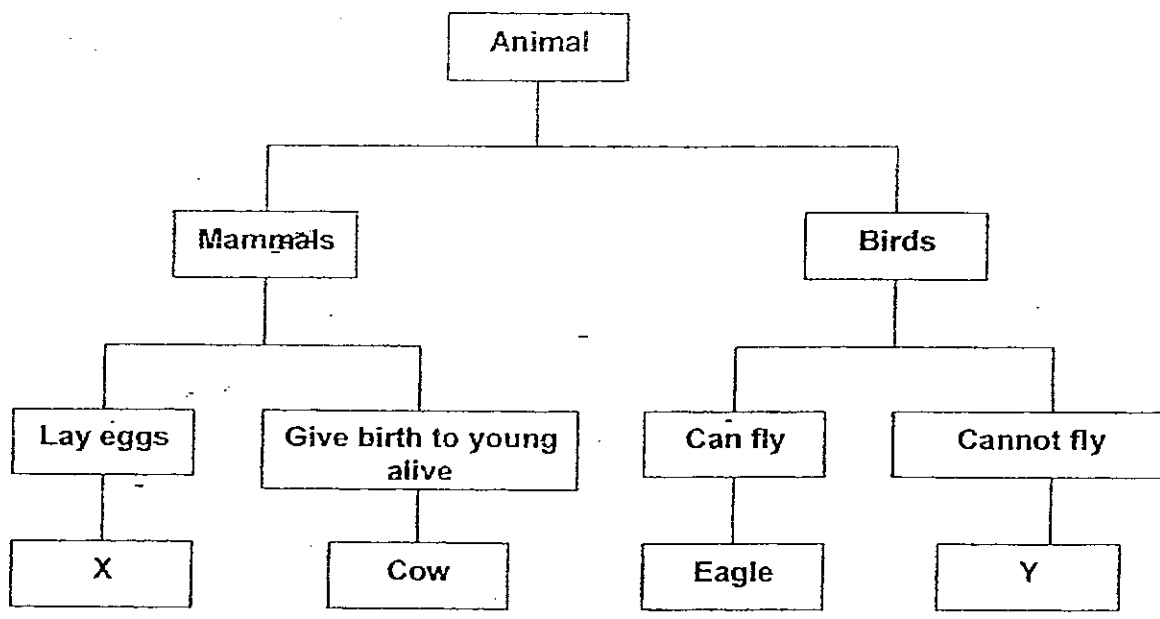 Animal
Mammals
Birds
Lay eggs
Give birth to young
alive
Can fly
Cannot fly
X
Cow
Eagle
Y